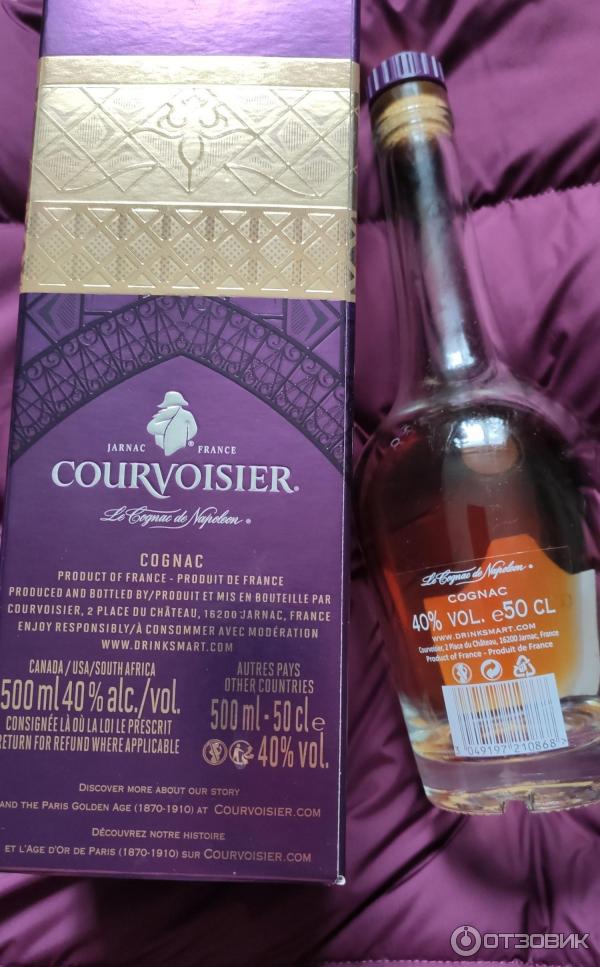 JARNAC FRANCE
COURVOISIER®
Le Cognac de Napoleon ®
COGNAC
PRODUCT OF FRANCE - PRODUIT DE FRANCE
PRODUCED AND BOTTLED BY/PRODUIT ET MIS EN BOUTEILLE PAR
COURVOISIER, 2 PLACE DU CHÂTEAU, 16200 JARNAC, FRANCE
ENJOY RESPONSIBLY/À CONSOMMER AVEC MODÉRATION
WWW.DRINKSMART.COM
CANADA/USA/SOUTH AFRICA
500 ml 40% alc./vol.
CONSIGNÉE LÀ OÙ LA LOI LE PRESCRIT
RETURN FOR REFUND WHERE APPLICABLE
AUTRES PAYS
OTHER COUNTRIES
500 ml - 50 cl e
40% vol.
DISCOVER MORE ABOUT OUR STORY
AND THE PARIS GOLDEN AGE (1870-1910) AT COURVOISIER.COM
DÉCOUVREZ NOTRE HISTOIRE
ET L'AGE D'OR DE PARIS (1870-1910) SUR COURVOISIER.COM
Le Cognac de Napoleon ®
COGNAC
40% VOL. e50 CL
WWW.DRINKSMART.COM
Courvoisier, 2 Place du Château, 16200 Jarnac, France
Product of France - Produit de France
3 049197 210868 >
ОТЗОВИК